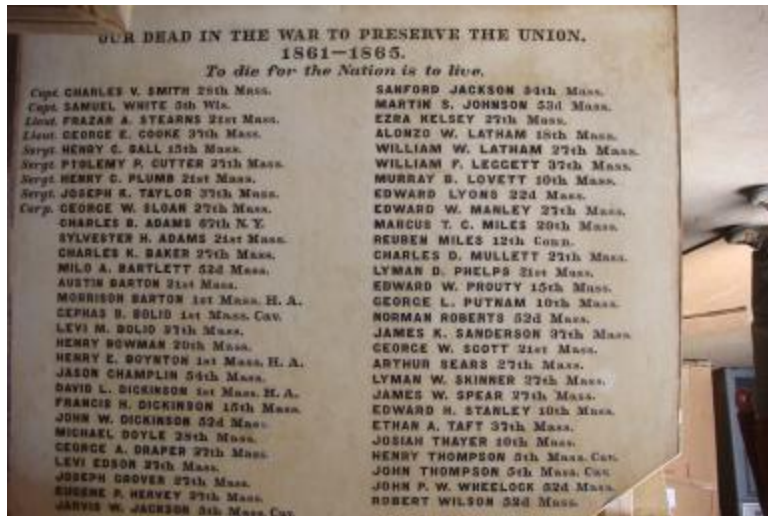 OUR DEAD IN THE WAR TO PRESERVE THE UNION.
1861—1865.
To die for the Nation is to live.
Capt. CHARLES V. SMITH 28th Mass.
Capt. SAMUEL WHITE 5th Wis.
Lieut. FRAZAR A. STEARNS 21st Mass.
Lieut. GEORGE E. COOKE 37th Mass.
Sergt. HENRY C. BALL 15th Mass.
Sergt. PTOLEMY P. CUTTER 27th Mass.
Sergt. HENRY C. PLUMB 21st Mass.
Sergt. JOSEPH K. TAYLOR 37th Mass.
Corp. GEORGE W. SLOAN 27th Mass.
CHARLES B. ADAMS 67th N.Y.
SYLVESTER H. ADAMS 21st Mass.
CHARLES K. BAKER 27th Mass.
MILO A. BARTLETT 52d Mass.
AUSTIN BARTON 21st Mass.
MORRISON BARTON 1st Mass. H. A.
CEPHAS B. BOLIO 1st Mass. Cav.
LEVI M. BOLIO 37th Mass.
HENRY BOWMAN 20th Mass.
HENRY E. BOYNTON 1st Mass. H. A.
JASON CHAMPLIN 54th Mass.
DAVID L. DICKINSON 1st Mass. H. A.
FRANCIS H. DICKINSON 15th Mass.
JOHN W. DICKINSON 52d Mass.
MICHAEL DOYLE 28th Mass.
GEORGE A. DRAPER 27th Mass.
LEVI EDSON 27th Mass.
JOSEPH GROVER 27th Mass.
EUGENE P. HERVEY 27th Mass.
JARVIS W. JACKSON 5th Mass. Cav.
SANFORD JACKSON 54th Mass.
MARTIN S. JOHNSON 53d Mass.
EZRA KELSEY 27th Mass.
ALONZO W. LATHAM 18th Mass.
WILLIAM W. LATHAM 27th Mass.
WILLIAM F. LEGGETT 37th Mass.
MURRAY B. LOVETT 10th Mass.
EDWARD LYONS 22d Mass.
EDWARD W. MANLEY 27th Mass.
MARCUS T. C. MILES 20th Mass.
REUBEN MILES 12th Conn.
CHARLES D. MULLETT 27th Mass.
LYMAN D. PHELPS 21st Mass.
EDWARD W. PROUTY 15th Mass.
GEORGE L. PUTNAM 10th Mass.
NORMAN ROBERTS 52d Mass.
JAMES K. SANDERSON 37th Mass
GEORGE W. SCOTT 21st Mass.
ARTHUR SEARS 27th Mass.
LYMAN W. SKINNER 27th Mass.
JAMES W. SPEAR 27th Mass.
EDWARD H. STANLEY 10th Mass.
ETHAN A. TAFT 37th Mass.
JOSIAH THAYER 10th Mass.
HENRY THOMPSON 5th Mass. Cav.
JOHN THOMPSON 5th Mass. Cav
JOHN P. W. WHEELOCK 52d Mass.
ROBERT WILSON 52d Mass.